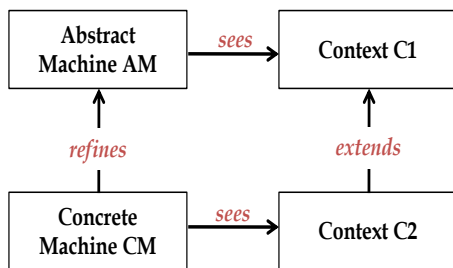 Abstract
Machine AM
sees
Context C1
refines
extends
Concrete
Machine CM
sees
Context C2